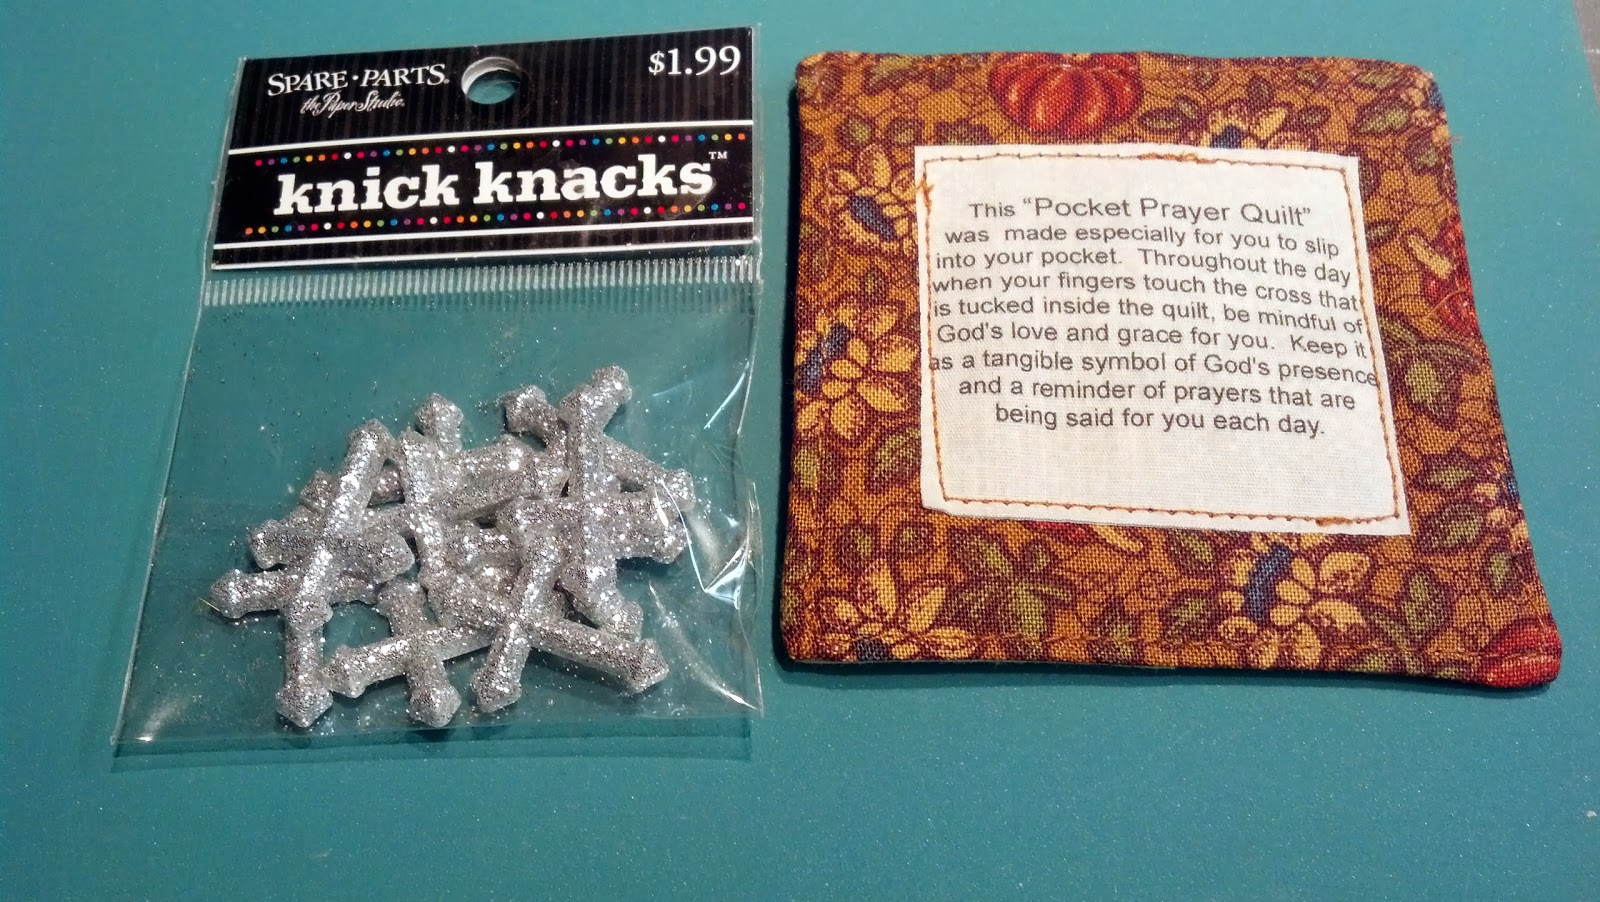 SPARE·PARTS®
the Paper Studio®
$1.99
knick knacks™
This "Pocket Prayer Quilt"
was made especially for you to slip
into your pocket. Throughout the day
when your fingers touch the cross that
is tucked inside the quilt, be mindful of
God's love and grace for you. Keep it
as a tangible symbol of God's presence
and a reminder of prayers that are
being said for you each day.